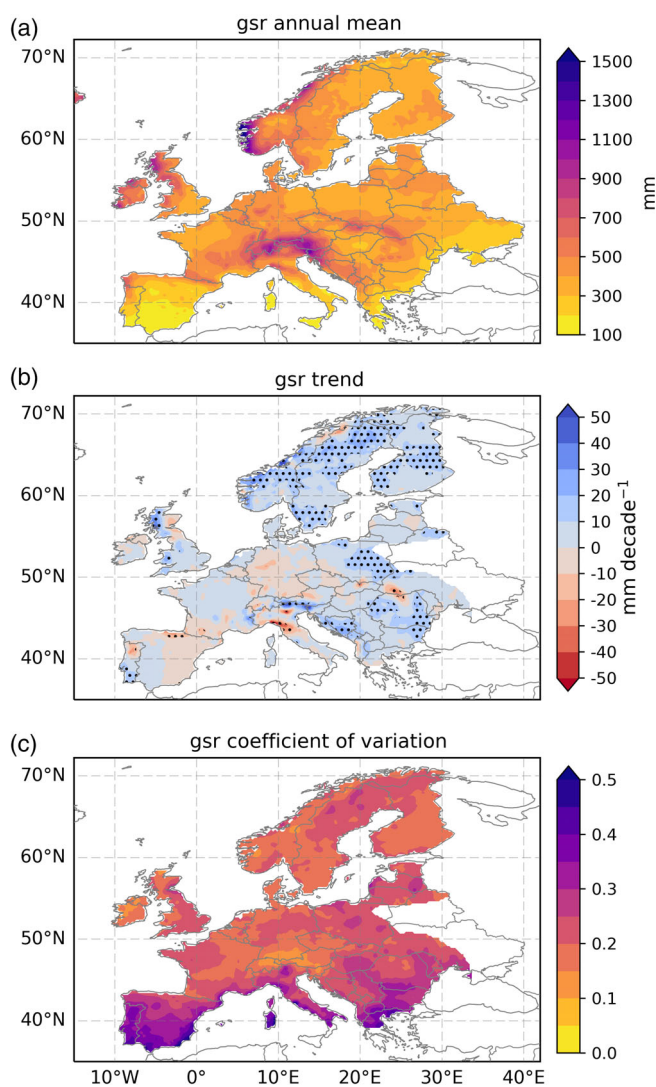 (a)
gsr annual mean
70°N
60°N
50°N
40°N
1500
1300
1100
900
700
500
300
100
mm
(b)
gsr trend
70°N
60°N
50°N
40°N
50
40
30
20
10
0
-10
-20
-30
-40
-50
mm decade⁻¹
(c)
gsr coefficient of variation
70°N
60°N
50°N
40°N
0.5
0.4
0.3
0.2
0.1
0.0
10°W 0° 10°E 20°E 30°E 40°E